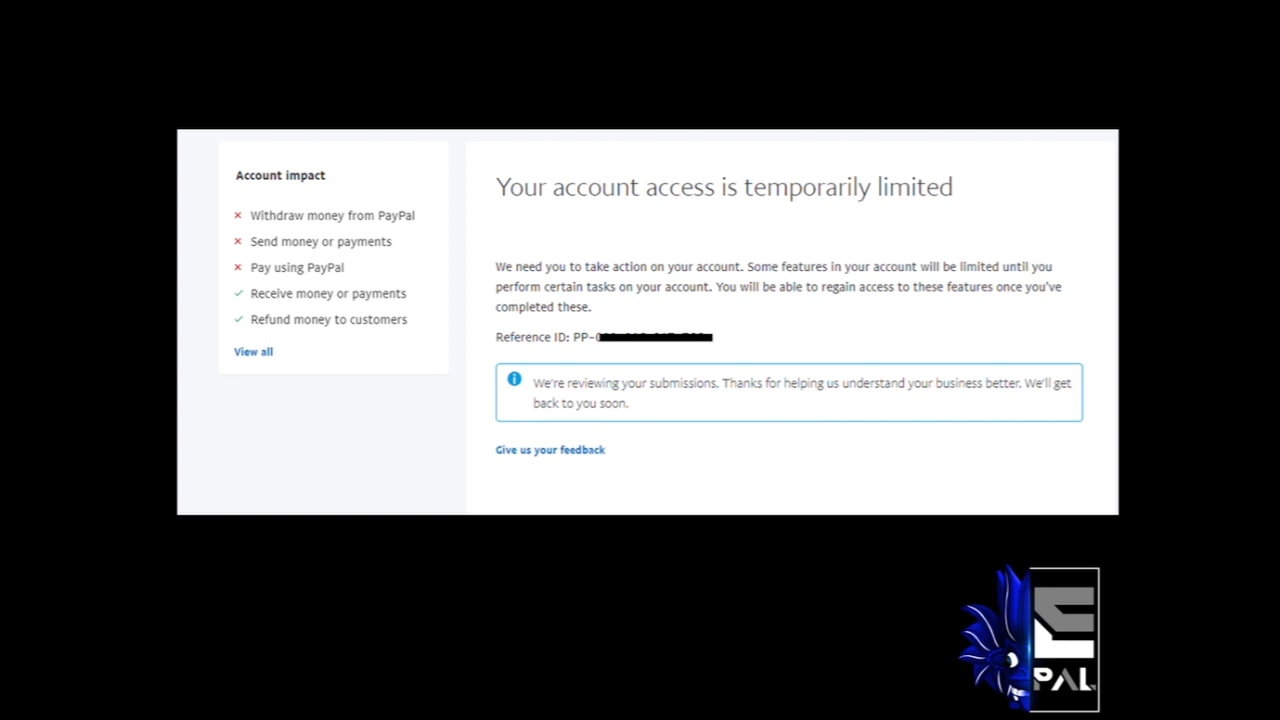 Account impact
Withdraw money from PayPal
Send money or payments
Pay using PayPal
Receive money or payments
Refund money to customers
View all
Your account access is temporarily limited
We need you to take action on your account. Some features in your account will be limited until you
perform certain tasks on your account. You will be able to regain access to these features once you've
completed these.
Reference ID: PP-0
We're reviewing your submissions. Thanks for helping us understand your business better. We'll get
back to you soon.
Give us your feedback
E
PAL